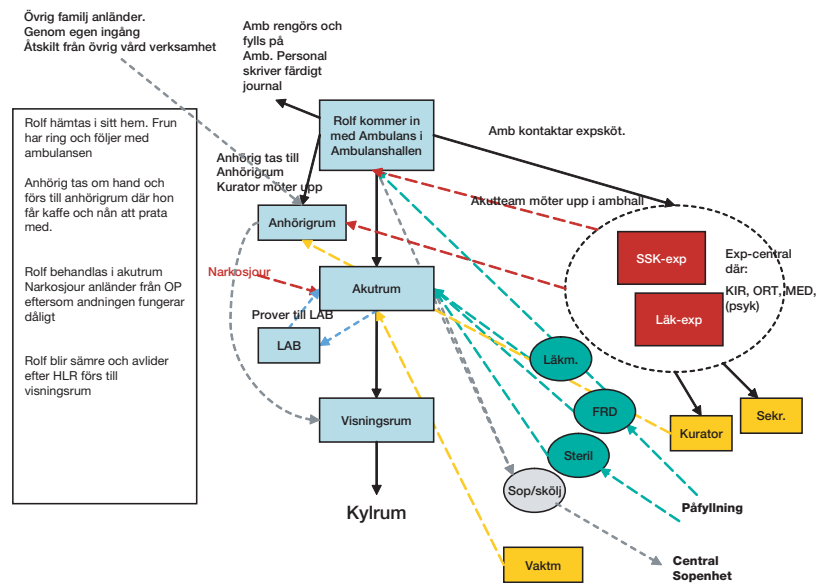 Övrig familj anländer.
Genom egen ingång
Åtskilt från övrig vård verksamhet
Amb rengörs och
fylls på
Amb. Personal
skriver färdigt
journal
Rolf hämtas i sitt hem. Frun
har ring och följer med
ambulansen
Anhörig tas om hand och
förs till anhörigrum där hon
får kaffe och nån att prata
med.
Rolf behandlas i akutrum
Narkosjour anländer från OP
eftersom andningen fungerar
dåligt
Rolf blir sämre och avlider
efter HLR förs till
visningsrum
Rolf kommer in
med Ambulans i
Ambulanshallen
Amb kontaktar expsköt.
Anhörig tas till
Anhörigrum
Kurator möter upp
Akutteam möter upp i ambhall
Anhörigrum
SSK-exp
Läk-exp
Exp-central
där:
KIR, ORT, MED,
(psyk)
Narkosjour
Akutrum
Prover till LAB
LAB
Läkm.
FRD
Steril
Sop/skölj
Kurator
Sekr.
Visningsrum
Kylrum
Påfyllning
Vaktm
Central
Sopenhet